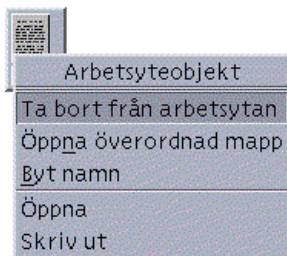 Arbetsyteobjekt
Ta bort från arbetsytan
Öppna överordnad mapp
Byt namn
Öppna
Skriv ut